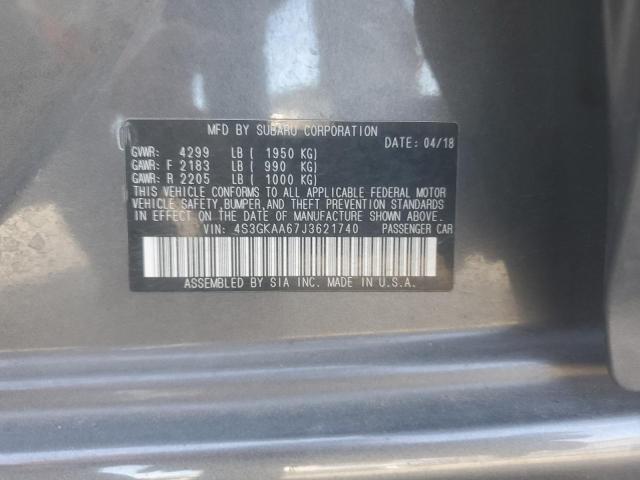 MFD BY SUBARU CORPORATION
DATE: 04/18
GVWR: 4299 LB ( 1950 KG)
GAWR: F 2183 LB ( 990 KG)
GAWR: R 2205 LB ( 1000 KG)
THIS VEHICLE CONFORMS TO ALL APPLICABLE FEDERAL MOTOR
VEHICLE SAFETY,BUMPER,AND THEFT PREVENTION STANDARDS
IN EFFECT ON THE DATE OF MANUFACTURE SHOWN ABOVE.
VIN: 4S3GKAA67J3621740 PASSENGER CAR
ASSEMBLED BY SIA INC. MADE IN U.S.A.